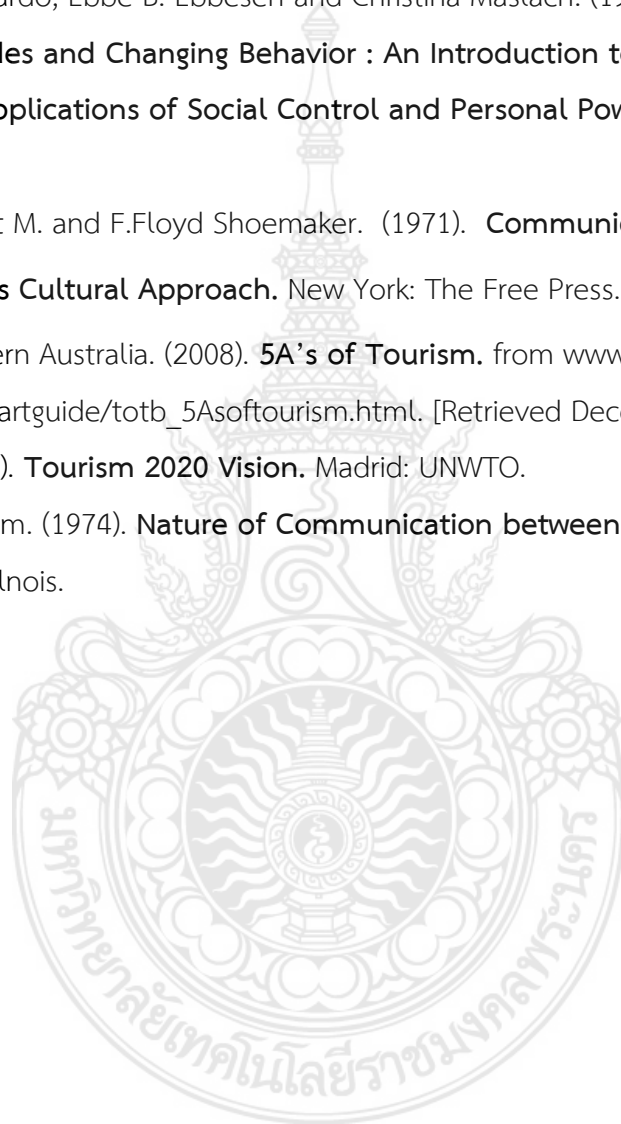 ardo, Ebbe B. Ebbesen and Christina Maslach. (19
les and Changing Behavior : An Introduction to
pplications of Social Control and Personal Pow
t M. and F.Floyd Shoemaker. (1971). Communic
s Cultural Approach. New York: The Free Press.
ern Australia. (2008). 5A's of Tourism. from www
artguide/totb_5Asoftourism.html. [Retrieved Dece
). Tourism 2020 Vision. Madrid: UNWTO.
m. (1974). Nature of Communication between
lnois.
มหาวิทยาลัยเทคโนโลยีราชมงคลพระนคร